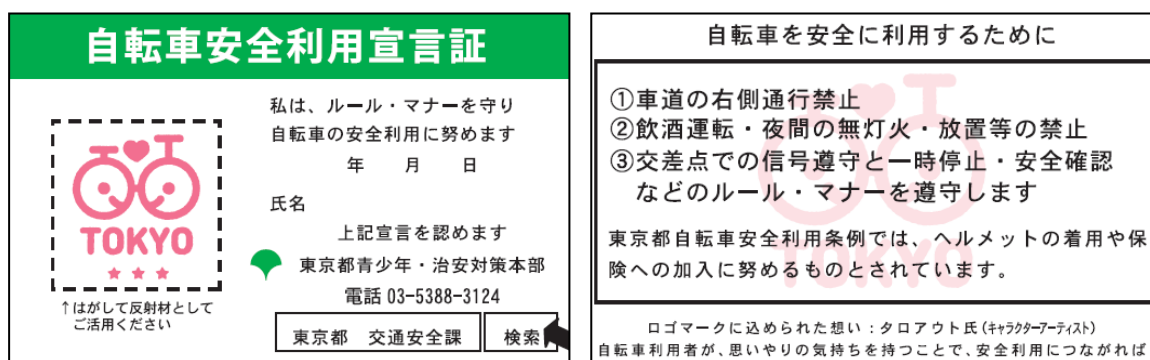 自転車安全利用宣言証
私は、ルール・マナーを守り
自転車の安全利用に努めます
年 月 日
氏名
上記宣言を認めます
東京都青少年・治安対策本部
電話 03-5388-3124
東京都 交通安全課 検索
TOKYO
↑はがして反射材として
ご活用ください
自転車を安全に利用するために
①車道の右側通行禁止
②飲酒運転・夜間の無灯火・放置等の禁止
③交差点での信号遵守と一時停止・安全確認
などのルール・マナーを遵守します
TOKYO
東京都自転車安全利用条例では、ヘルメットの着用や保
険への加入に努めるものとされています。
ロゴマークに込められた想い：タロアウト氏(キャラクターアーティスト)
自転車利用者が、思いやりの気持ちを持つことで、安全利用につながれば